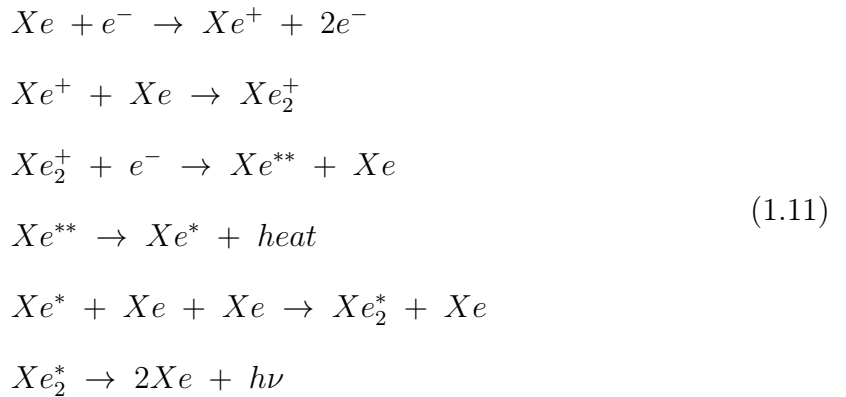 Xe + e⁻ → Xe⁺ + 2e⁻
Xe⁺ + Xe → Xe₂⁺
Xe₂⁺ + e⁻ → Xe** + Xe
(1.11)
Xe** → Xe* + heat
Xe* + Xe + Xe → Xe₂* + Xe
Xe₂* → 2Xe + hν